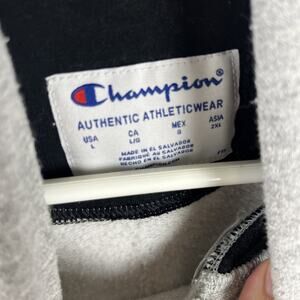 Champion®
AUTHENTIC ATHLETICWEAR
USA CA MEX ASIA
L L/G G 2XL
MADE IN EL SALVADOR
FABRIQUÉ AU SALVADOR
HECHO EN EL SALVADOR